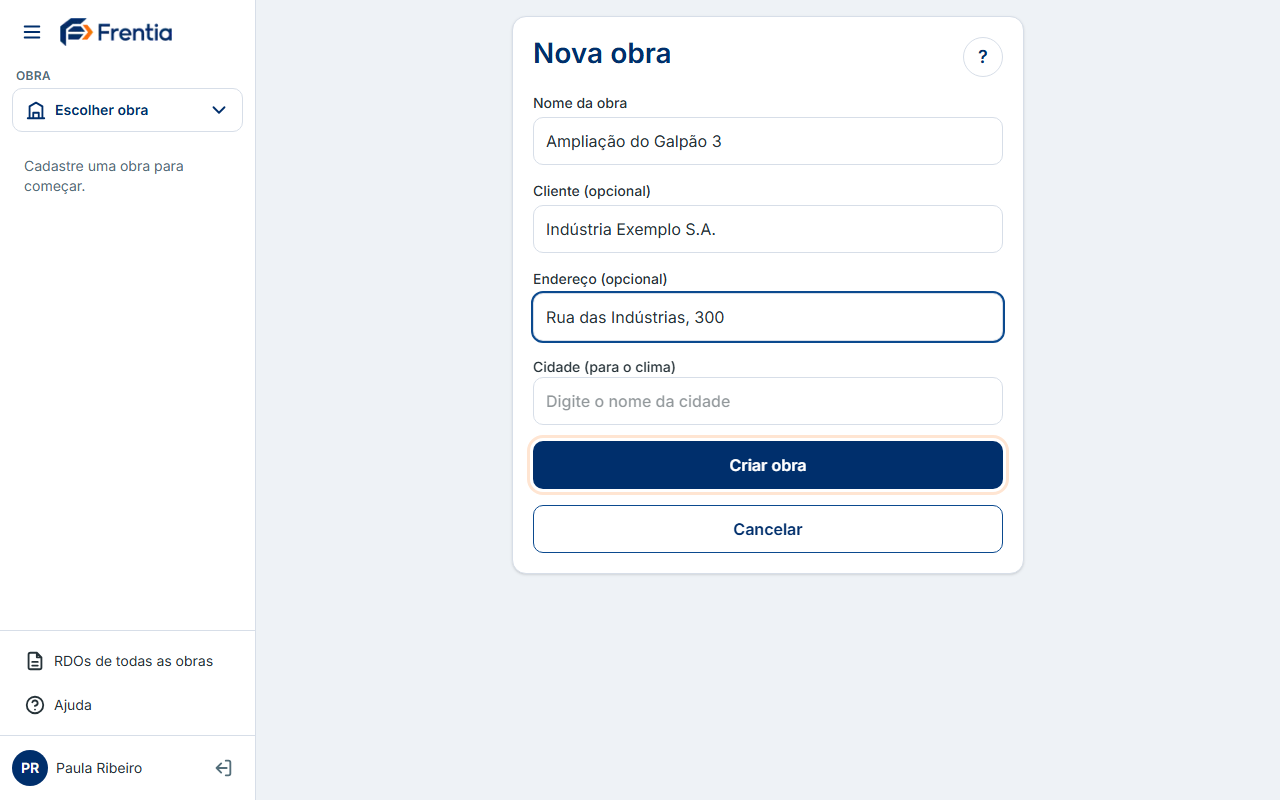 Frentia
OBRA
Escolher obra
Cadastre uma obra para
começar.
RDOs de todas as obras
Ajuda
PR
Paula Ribeiro
Nova obra
?
Nome da obra
Ampliação do Galpão 3
Cliente (opcional)
Indústria Exemplo S.A.
Endereço (opcional)
Rua das Indústrias, 300
Cidade (para o clima)
Digite o nome da cidade
Criar obra
Cancelar